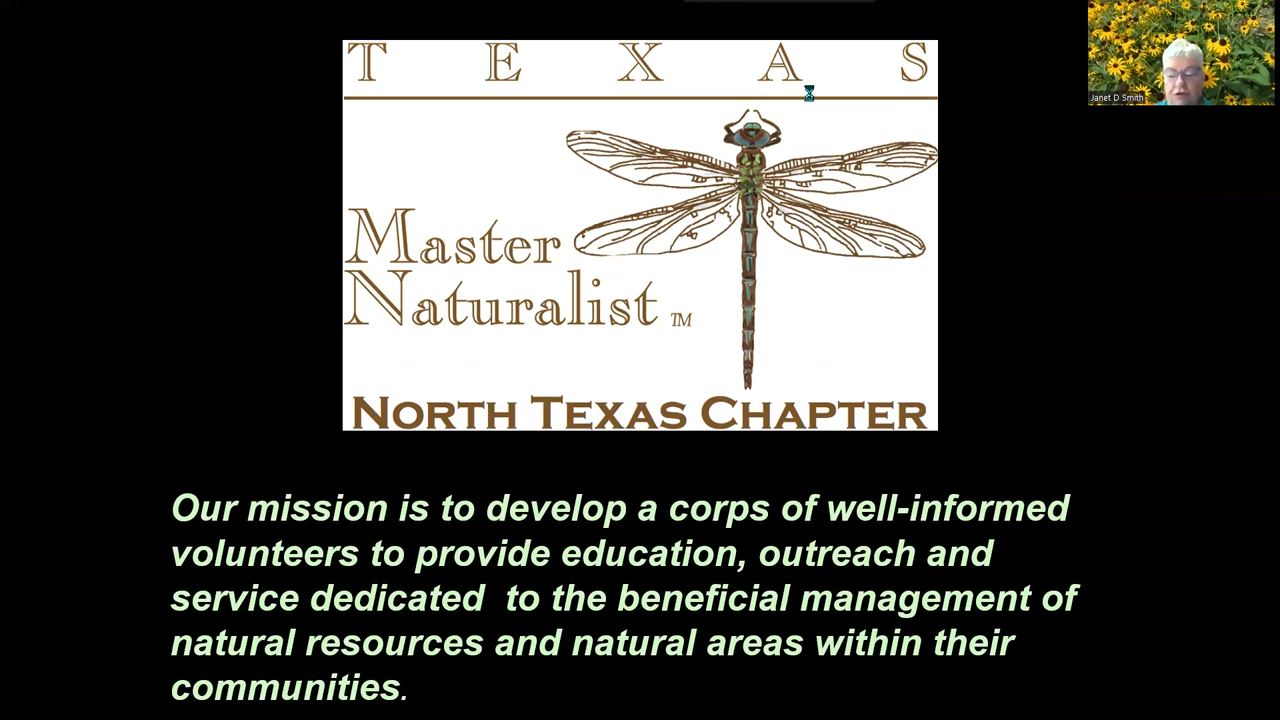 T E X A S
Janet D Smith
Master
Naturalist TM
NORTH TEXAS CHAPTER
Our mission is to develop a corps of well-informed
volunteers to provide education, outreach and
service dedicated  to the beneficial management of
natural resources and natural areas within their
communities.